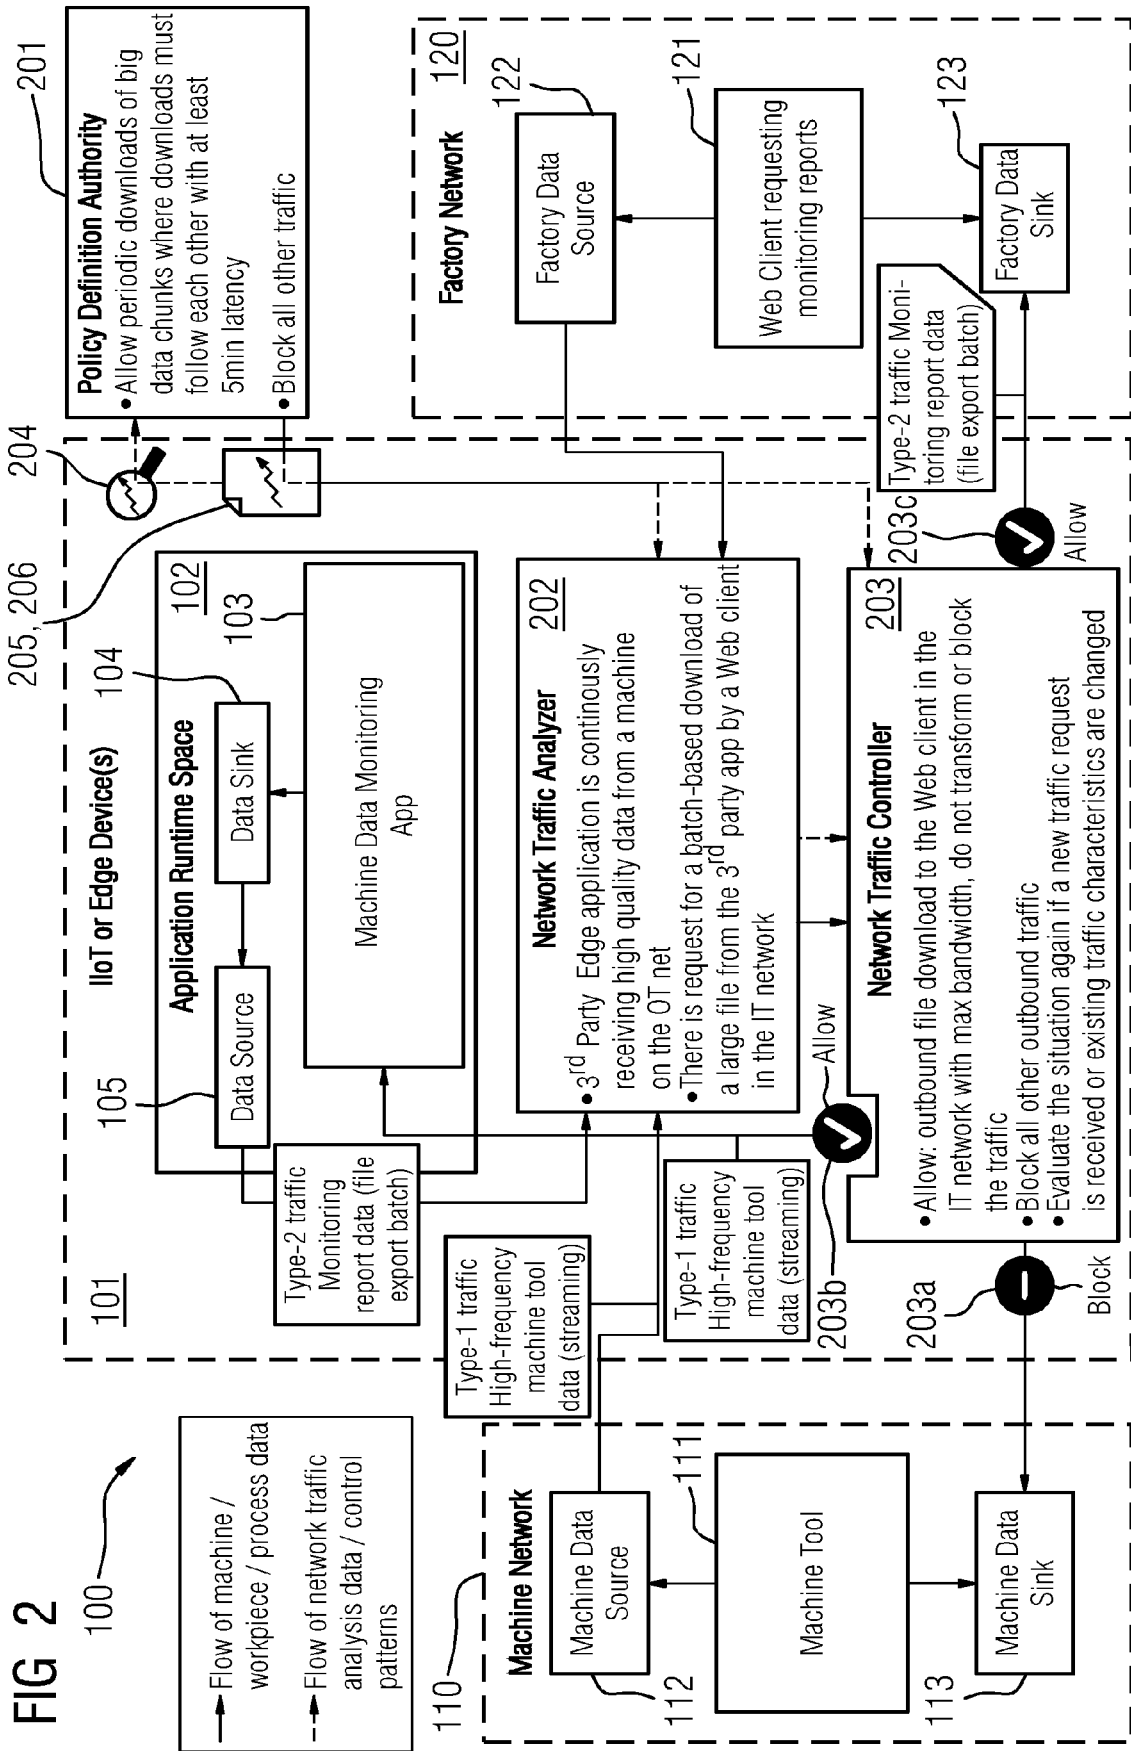 FIG 2
100
Flow of machine /
workpiece / process data
Flow of network traffic
analysis data / control
patterns
110
Machine Network
Machine Data
Source
112
111
Machine Tool
Machine Data
Sink
113
101
IIoT or Edge Device(s)
105
104
205, 206
204
Application Runtime Space
102
Data Source
Data Sink
103
Machine Data Monitoring
App
Type-2 traffic
Monitoring
report data (file
export batch)
Type-1 traffic
High-frequency
machine tool
data (streaming)
Network Traffic Analyzer
202
• 3rd Party Edge application is continously
receiving high quality data from a machine
on the OT net
• There is request for a batch-based download of
a large file from the 3rd party app by a Web client
in the IT network
Type-1 traffic
High-frequency
machine tool
data (streaming)
203b
Allow
Network Traffic Controller
203
• Allow: outbound file download to the Web client in the
IT network with max bandwidth, do not transform or block
the traffic
• Block all other outbound traffic
• Evaluate the situation again if a new traffic request
is received or existing traffic characteristics are changed
203a
Block
203c
Allow
201
Policy Definition Authority
• Allow periodic downloads of big
data chunks where downloads must
follow each other with at least
5min latency
• Block all other traffic
120
Factory Network
122
Factory Data
Source
121
Web Client requesting
monitoring reports
Type-2 traffic Moni-
toring report data
(file export batch)
123
Factory Data
Sink